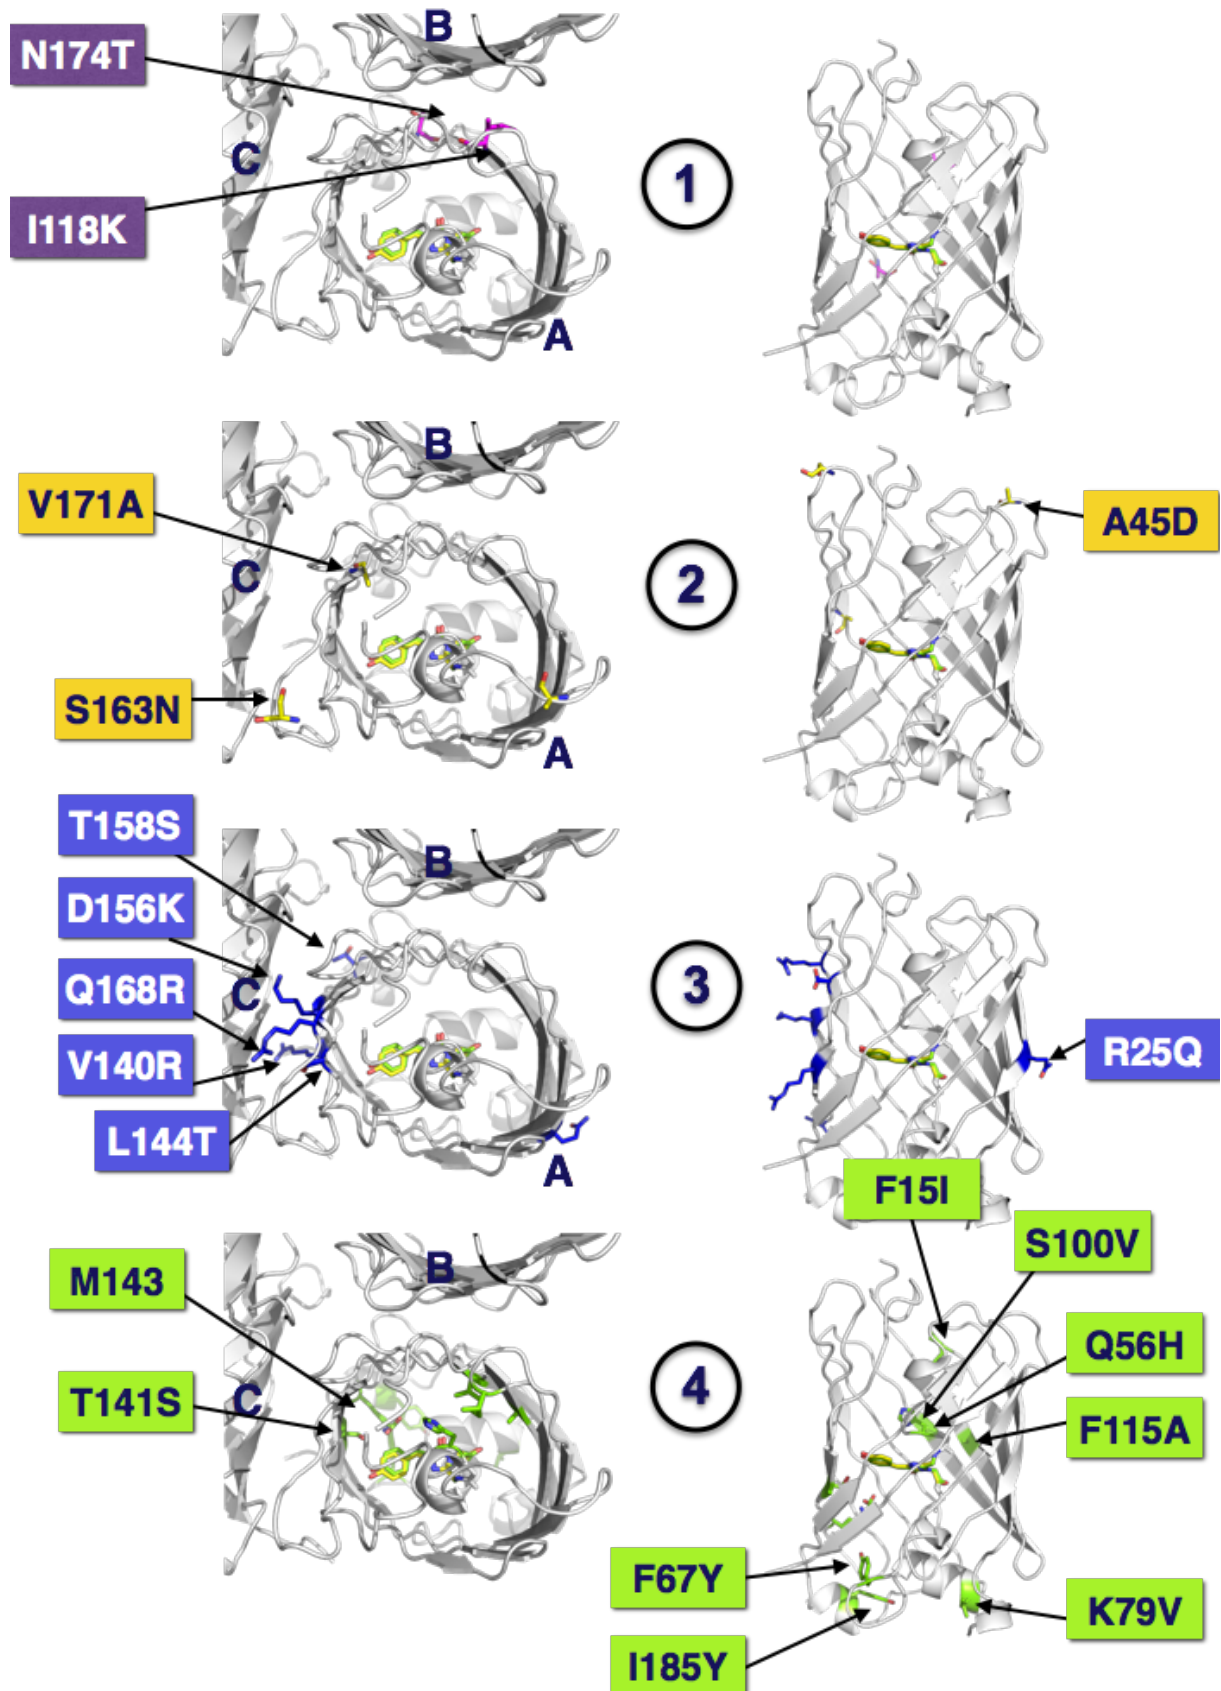 B
N174T
C
1
I118K
A
B
V171A
A45D
C
2
S163N
A
T158S
B
D156K
C
3
Q168R
R25Q
V140R
L144T
A
F15I
S100V
B
M143
Q56H
4
T141S
C
F115A
F67Y
K79V
I185Y